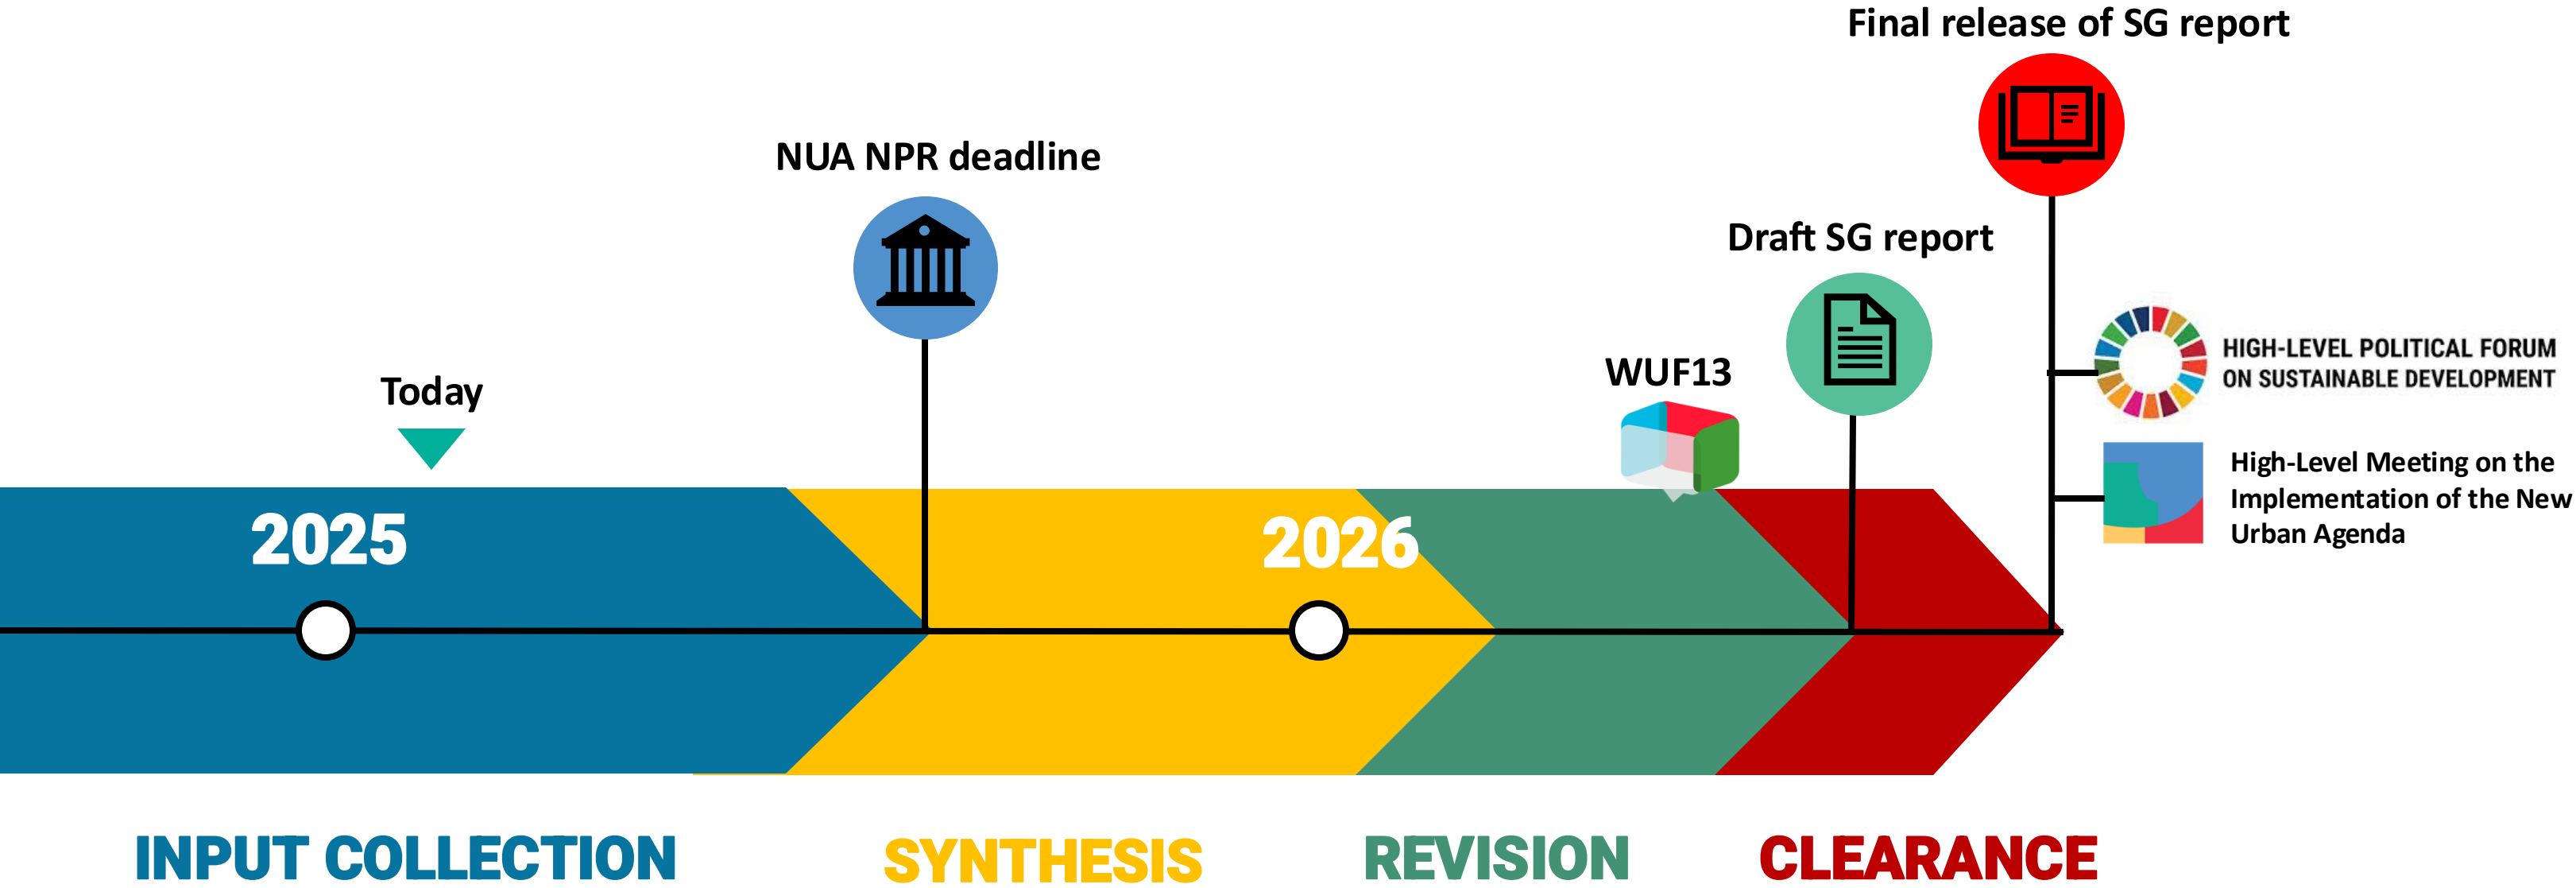 Final release of SG report
NUA NPR deadline
Draft SG report
HIGH-LEVEL POLITICAL FORUM
ON SUSTAINABLE DEVELOPMENT
WUF13
Today
High-Level Meeting on the
Implementation of the New
Urban Agenda
2025
2026
INPUT COLLECTION
SYNTHESIS
REVISION
CLEARANCE